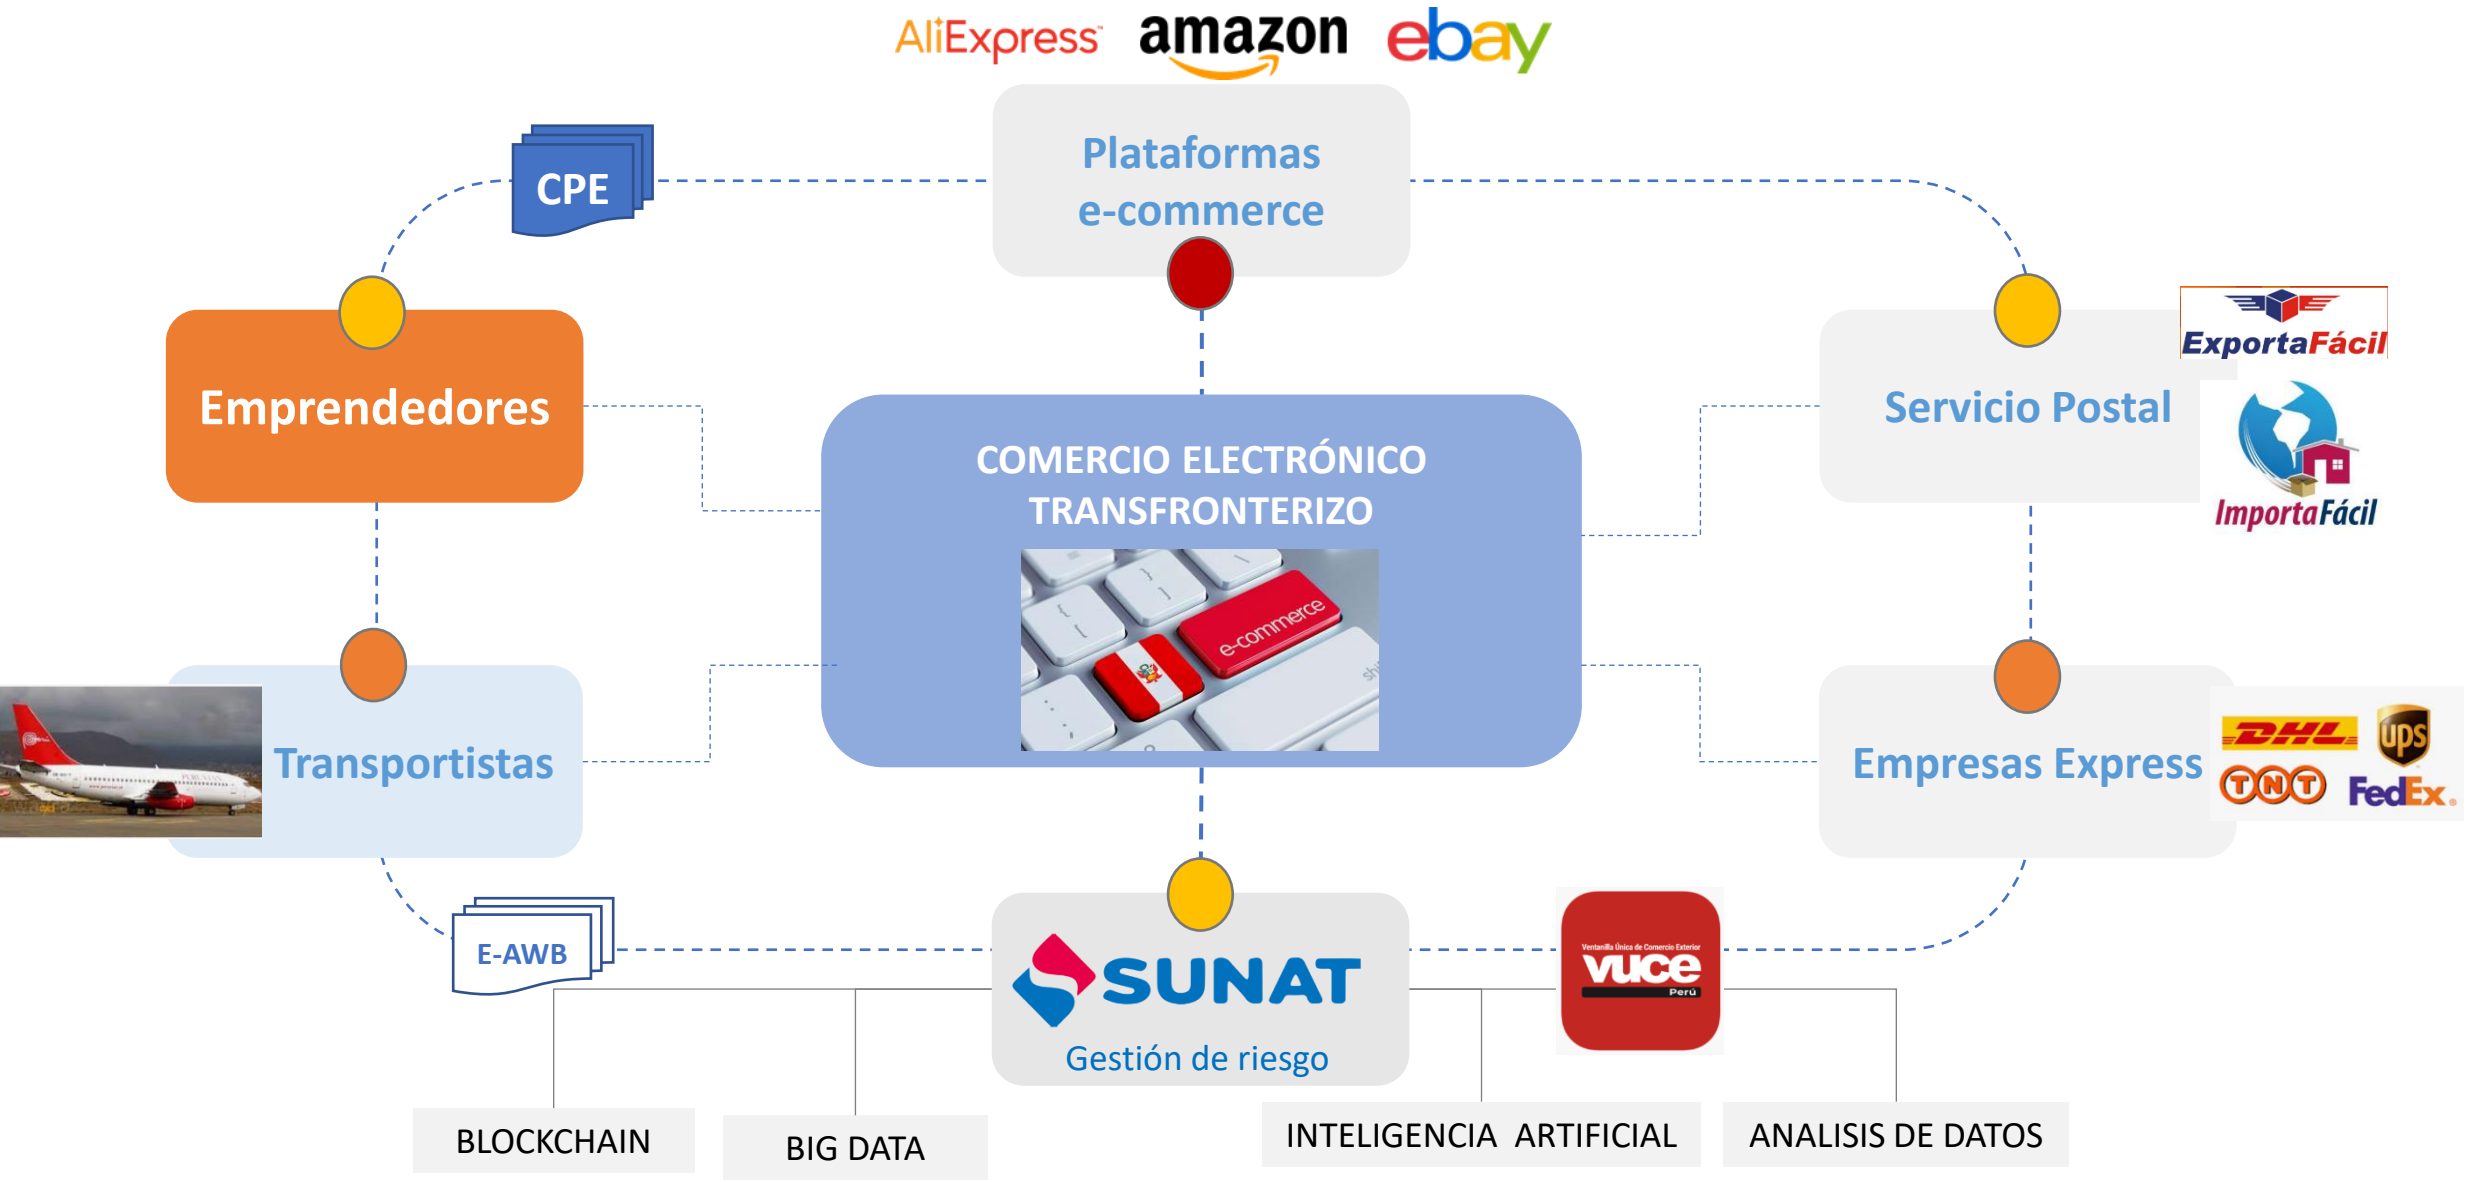 AliExpress
amazon
ebay
Plataformas
e-commerce
CPE
Emprendedores
COMERCIO ELECTRÓNICO
TRANSFRONTERIZO
e-commerce
Servicio Postal
ExportaFácil
ImportaFácil
Transportistas
Empresas Express
DHL
ups
TNT
FedEx
E-AWB
SUNAT
Gestión de riesgo
Ventanilla Única de Comercio Exterior
vuce
Perú
BLOCKCHAIN
BIG DATA
INTELIGENCIA ARTIFICIAL
ANALISIS DE DATOS